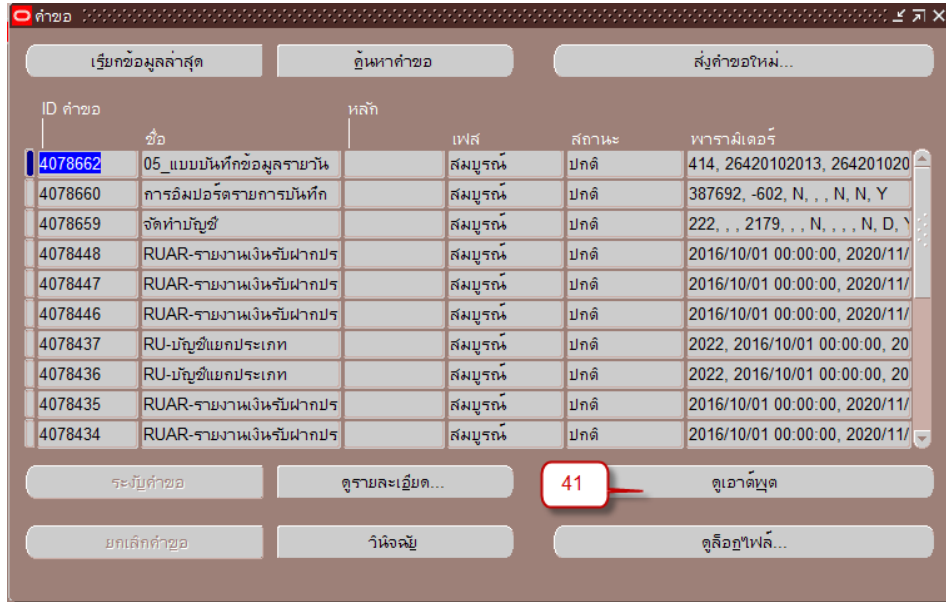 คำขอ
เรียกข้อมูลล่าสุด ค้นหาคำขอ ส่งคำขอใหม่...
ID คำขอ หลัก
ชื่อ เฟส สถานะ พารามิเตอร์
4078662 05_แบบบันทึกข้อมูลรายวัน สมบูรณ์ ปกติ 414, 26420102013, 264201020
4078660 การอิมปอร์ตรายการบันทึก สมบูรณ์ ปกติ 387692, -602, N, , , N, N, Y
4078659 จัดทำบัญชี สมบูรณ์ ปกติ 222, , , 2179, , , N, , , , N, D, Y
4078448 RUAR-รายงานเงินรับฝากปร สมบูรณ์ ปกติ 2016/10/01 00:00:00, 2020/11/
4078447 RUAR-รายงานเงินรับฝากปร สมบูรณ์ ปกติ 2016/10/01 00:00:00, 2020/11/
4078446 RUAR-รายงานเงินรับฝากปร สมบูรณ์ ปกติ 2016/10/01 00:00:00, 2020/11/
4078437 RU-บัญชีแยกประเภท สมบูรณ์ ปกติ 2022, 2016/10/01 00:00:00, 20
4078436 RU-บัญชีแยกประเภท สมบูรณ์ ปกติ 2022, 2016/10/01 00:00:00, 20
4078435 RUAR-รายงานเงินรับฝากปร สมบูรณ์ ปกติ 2016/10/01 00:00:00, 2020/11/
4078434 RUAR-รายงานเงินรับฝากปร สมบูรณ์ ปกติ 2016/10/01 00:00:00, 2020/11/
ระงับคำขอ ดูรายละเอียด... 41 ดูเอาต์พุต
ยกเลิกคำขอ วินิจฉัย ดูล็อกไฟล์...